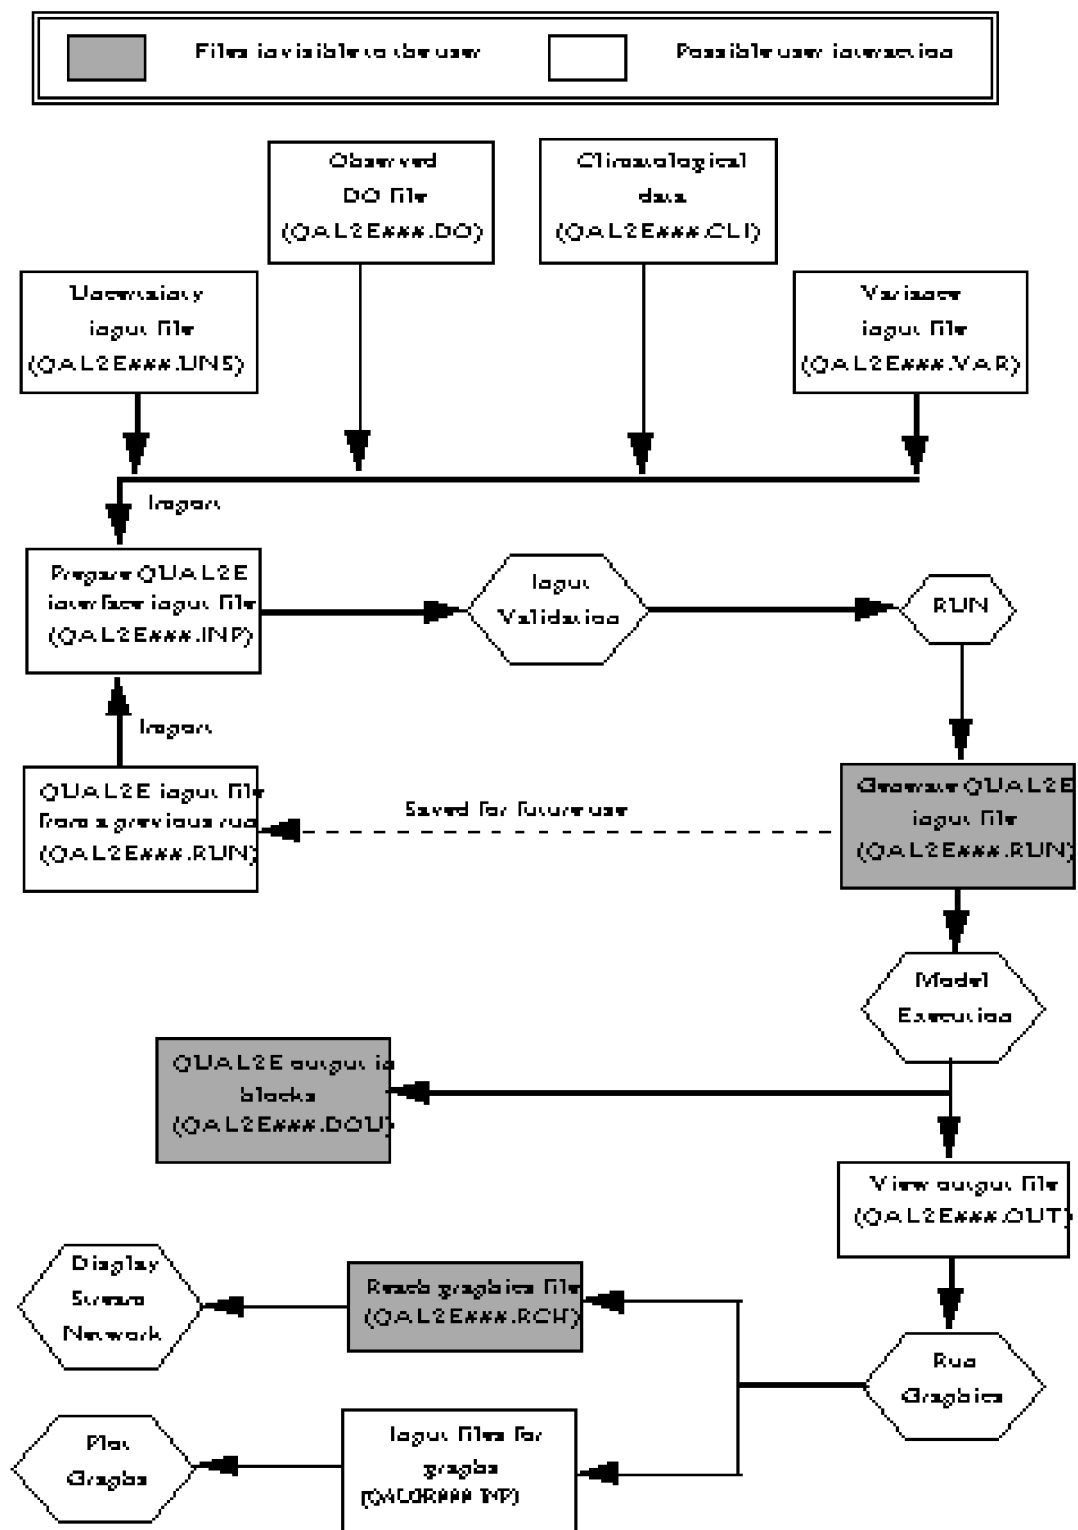 Files invisible to the user
Possible user interaction
Observed
DO file
(QAL2E###.DO)
Climatological
data
(QAL2E###.CLI)
Uncertainty
input file
(QAL2E###.UNS)
Variance
input file
(QAL2E###.VAR)
Import
Prepare QUAL2E
interface input file
(QAL2E###.INP)
Input
Validation
RUN
Import
QUAL2E input file
from a previous run
(QAL2E###.RUN)
Saved for future use
Generate QUAL2E
input file
(QAL2E###.RUN)
Model
Execution
QUAL2E output in
blocks
(QAL2E###.DOU)
View output file
(QAL2E###.OUT)
Display
Stream
Network
Reach graphics file
(QAL2E###.RCH)
Run
Graphics
Plot
Graphs
Input files for
graphs
(QALGR###.INP)